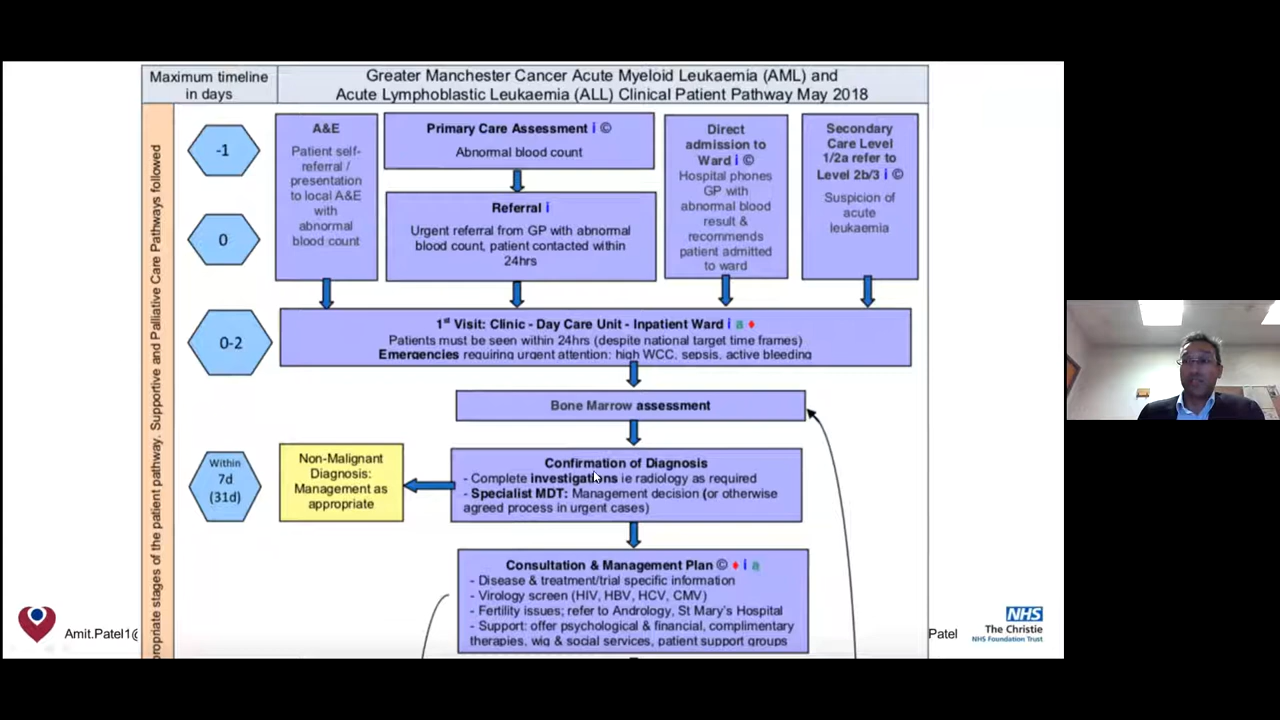 Maximum timeline
in days
Greater Manchester Cancer Acute Myeloid Leukaemia (AML) and
Acute Lymphoblastic Leukaemia (ALL) Clinical Patient Pathway May 2018
propriate stages of the patient pathway. Supportive and Palliative Care Pathways followed
-1
0
0-2
Within
7d
(31d)
A&E
Patient self-
referral /
presentation
to local A&E
with
abnormal
blood count
Primary Care Assessment i ©
Abnormal blood count
Referral i
Urgent referral from GP with abnormal
blood count, patient contacted within
24hrs
Direct
admission to
Ward i ©
Hospital phones
GP with
abnormal blood
result &
recommends
patient admitted
to ward
Secondary
Care Level
1/2a refer to
Level 2b/3 i ©
Suspicion of
acute
leukaemia
1st Visit: Clinic - Day Care Unit - Inpatient Ward i a ♦
Patients must be seen within 24hrs (despite national target time frames)
Emergencies requiring urgent attention: high WCC, sepsis, active bleeding
Bone Marrow assessment
Non-Malignant
Diagnosis:
Management as
appropriate
Confirmation of Diagnosis
- Complete investigations ie radiology as required
- Specialist MDT: Management decision (or otherwise
agreed process in urgent cases)
Consultation & Management Plan © ♦ i a
- Disease & treatment/trial specific information
- Virology screen (HIV, HBV, HCV, CMV)
- Fertility issues; refer to Andrology, St Mary's Hospital
- Support: offer psychological & financial, complimentary
therapies, wig & social services, patient support groups
Amit.Patel1@
Patel
NHS
The Christie
NHS Foundation Trust